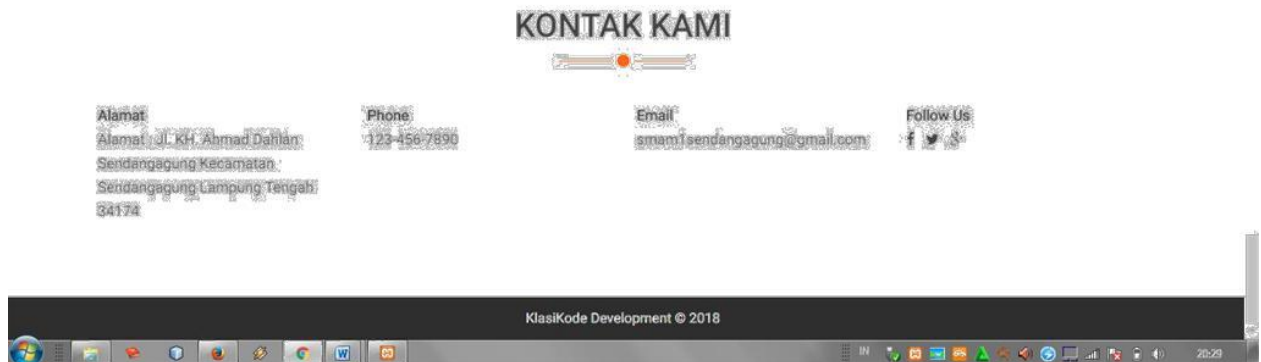 KONTAK KAMI
Alamat
Alamat : Jl. KH. Ahmad Dahlan
Sendangagung Kecamatan
Sendangagung Lampung Tengah
34174
Phone
123-456-7890
Email
smam1sendangagung@gmail.com
Follow Us
KlasiKode Development © 2018
IN
20:29